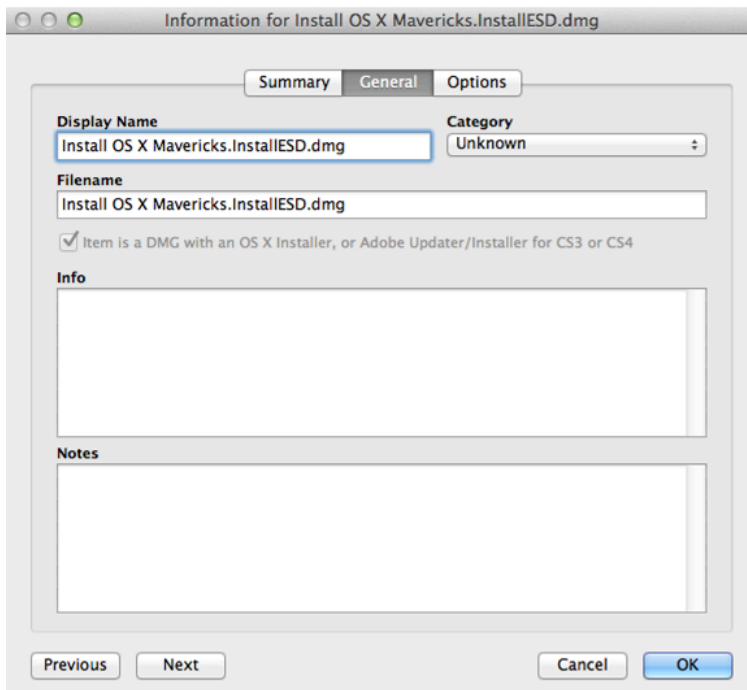 Information for Install OS X Mavericks.InstallESD.dmg
Summary General Options
Display Name Category
Install OS X Mavericks.InstallESD.dmg Unknown
Filename
Install OS X Mavericks.InstallESD.dmg
Item is a DMG with an OS X Installer, or Adobe Updater/Installer for CS3 or CS4
Info
Notes
Previous Next Cancel OK